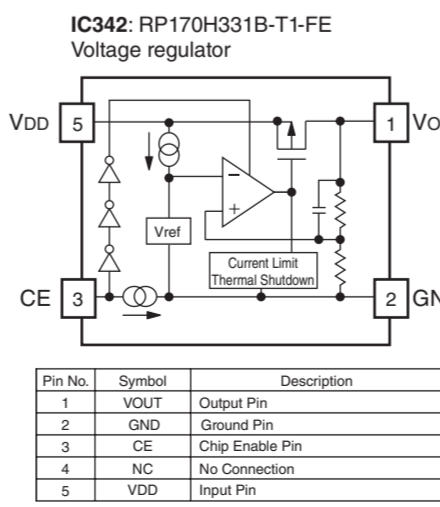 IC342: RP170H331B-T1-FE
Voltage regulator
VDD 5
1 VO
Vref
Current Limit
Thermal Shutdown
CE 3
2 GN
Pin No. Symbol Description
1 VOUT Output Pin
2 GND Ground Pin
3 CE Chip Enable Pin
4 NC No Connection
5 VDD Input Pin